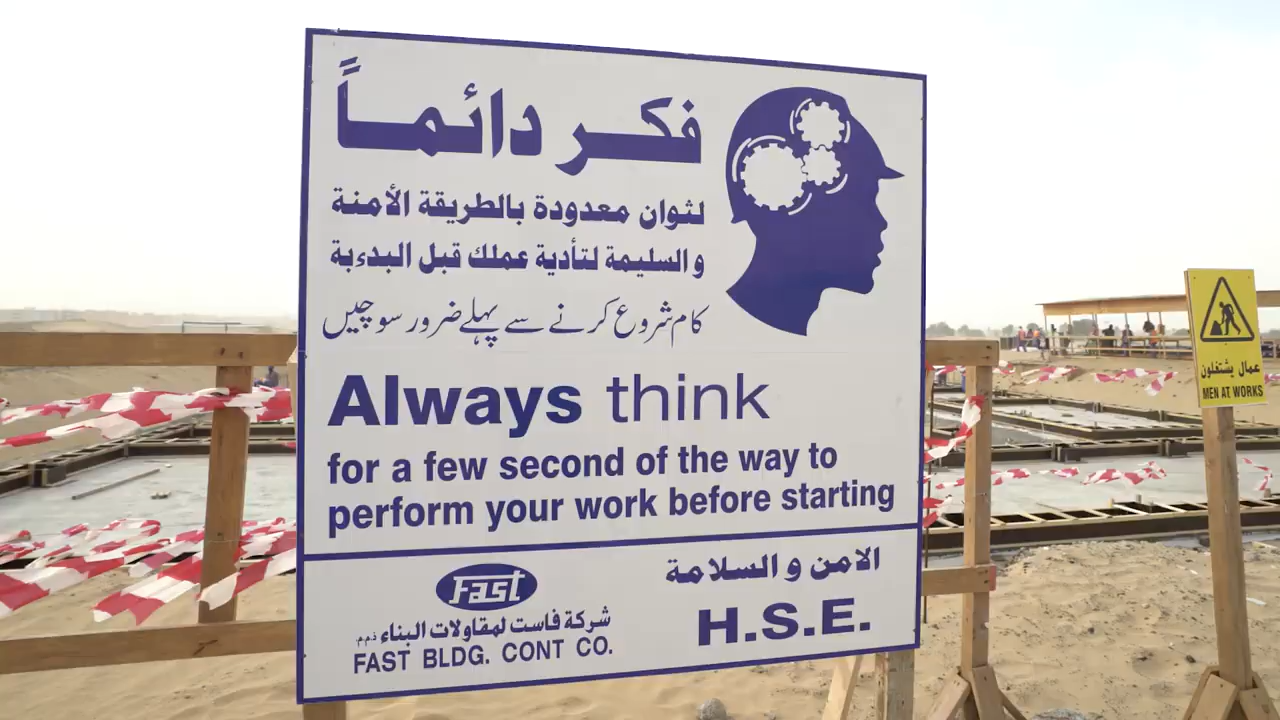 فكر دائماً
لثوان معدودة بالطريقة الأمنة
و السليمة لتأدية عملك قبل البدءبة
کام شروع کرنے سے پہلے ضرور سوچیں
Always think
for a few second of the way to
perform your work before starting
Fast
شركة فاست لمقاولات البناء ذ.م.م
FAST BLDG. CONT CO.
الامن و السلامة
H.S.E.
عمال يشتغلون
MEN AT WORKS